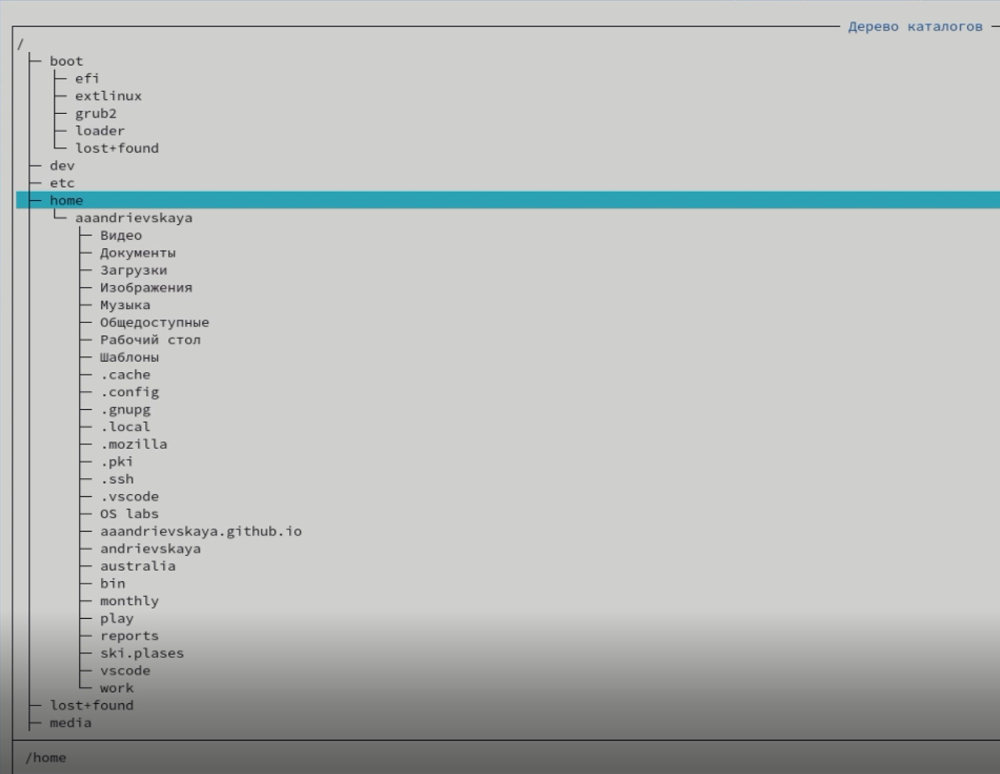 Дерево каталогов
/
boot
efi
extlinux
grub2
loader
lost+found
dev
etc
home
aaandrievskaya
Видео
Документы
Загрузки
Изображения
Музыка
Общедоступные
Рабочий стол
Шаблоны
.cache
.config
.gnupg
.local
.mozilla
.pki
.ssh
.vscode
OS labs
aaandrievskaya.github.io
andrievskaya
australia
bin
monthly
play
reports
ski.plases
vscode
work
lost+found
media
/home